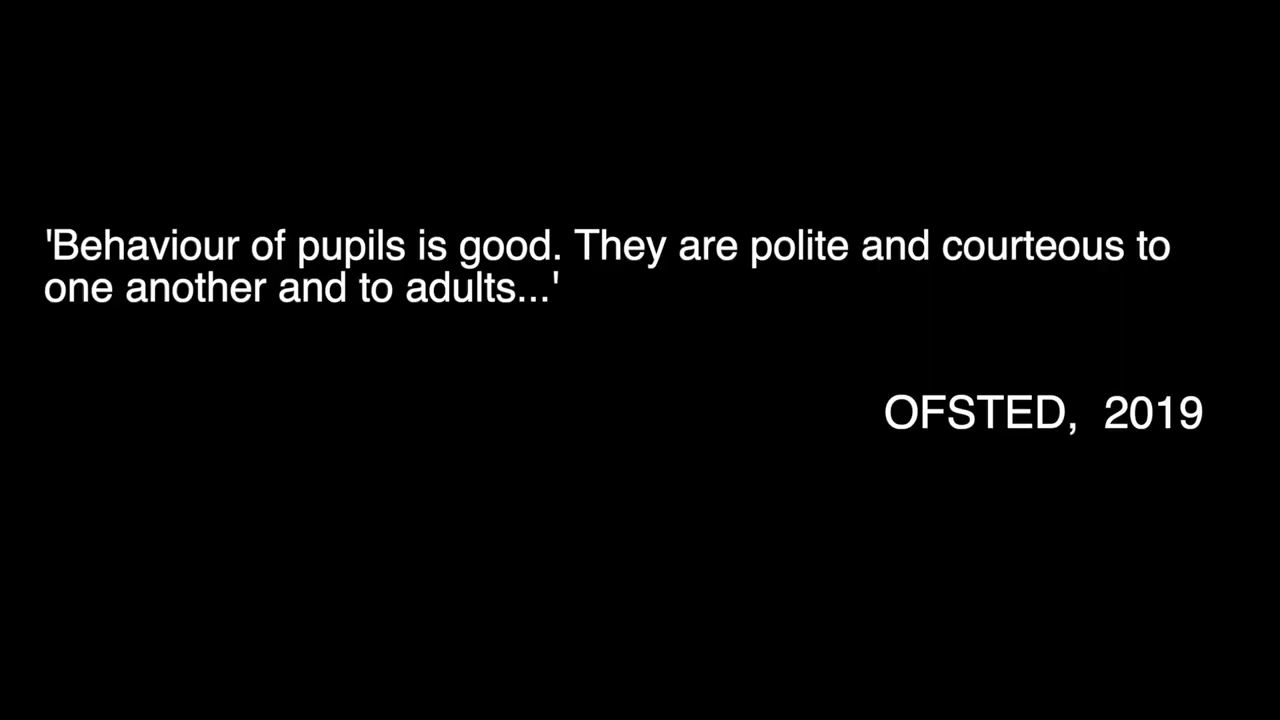 'Behaviour of pupils is good. They are polite and courteous to
one another and to adults...'
OFSTED,  2019